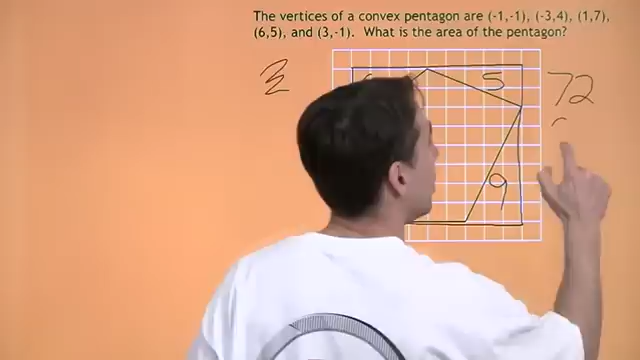 The vertices of a convex pentagon are (-1,-1), (-3,4), (1,7),
(6,5), and (3,-1). What is the area of the pentagon?
5
72
9